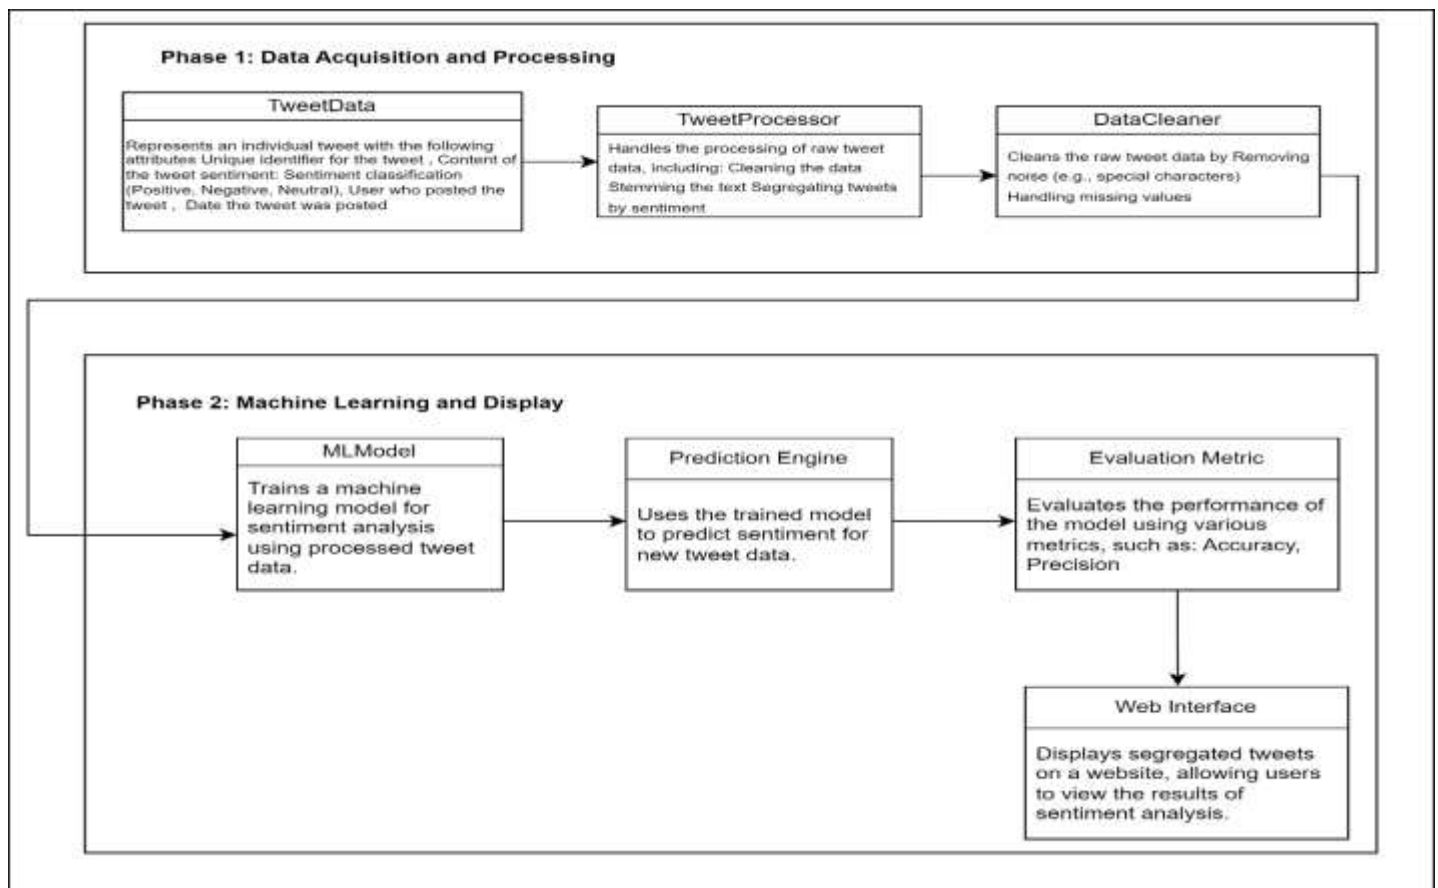 Phase 1: Data Acquisition and Processing
TweetData
Represents an individual tweet with the following
attributes Unique identifier for the tweet , Content of
the tweet sentiment: Sentiment classification
(Positive, Negative, Neutral), User who posted the
tweet , Date the tweet was posted
TweetProcessor
Handles the processing of raw tweet
data, including: Cleaning the data
Stemming the text Segregating tweets
by sentiment
DataCleaner
Cleans the raw tweet data by Removing
noise (e.g., special characters)
Handling missing values
Phase 2: Machine Learning and Display
MLModel
Trains a machine
learning model for
sentiment analysis
using processed tweet
data.
Prediction Engine
Uses the trained model
to predict sentiment for
new tweet data.
Evaluation Metric
Evaluates the performance of
the model using various
metrics, such as: Accuracy,
Precision
Web Interface
Displays segregated tweets
on a website, allowing users
to view the results of
sentiment analysis.